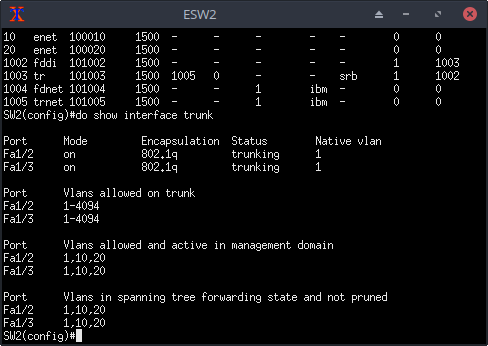 ESW2
10   enet  100010     1500  -      -      -        -    -        0      0
20   enet  100020     1500  -      -      -        -    -        0      0
1002 fddi  101002     1500  -      -      -        -    -        1      1003
1003 tr    101003     1500  1005   0      -        -    srb      1      1002
1004 fdnet 101004     1500  -      -      1        ibm  -        0      0
1005 trnet 101005     1500  -      -      1        ibm  -        0      0
SW2(config)#do show interface trunk
Port      Mode         Encapsulation  Status        Native vlan
Fa1/2     on           802.1q         trunking      1
Fa1/3     on           802.1q         trunking      1
Port      Vlans allowed on trunk
Fa1/2     1-4094
Fa1/3     1-4094
Port      Vlans allowed and active in management domain
Fa1/2     1,10,20
Fa1/3     1,10,20
Port      Vlans in spanning tree forwarding state and not pruned
Fa1/2     1,10,20
Fa1/3     1,10,20
SW2(config)#